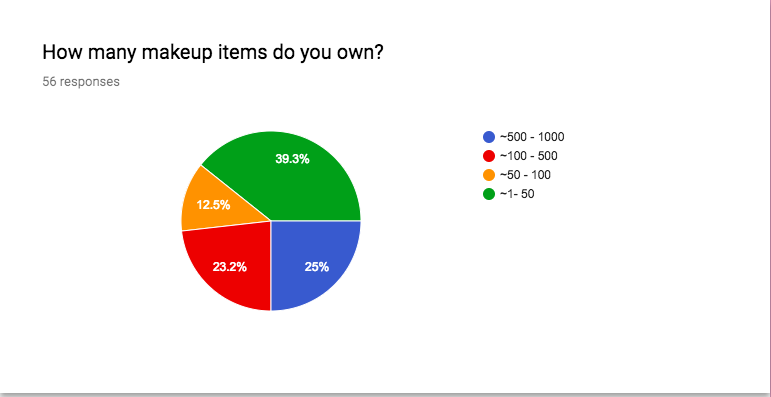 How many makeup items do you own?
56 responses
39.3%
12.5%
23.2%
25%
~500 - 1000
~100 - 500
~50 - 100
~1- 50